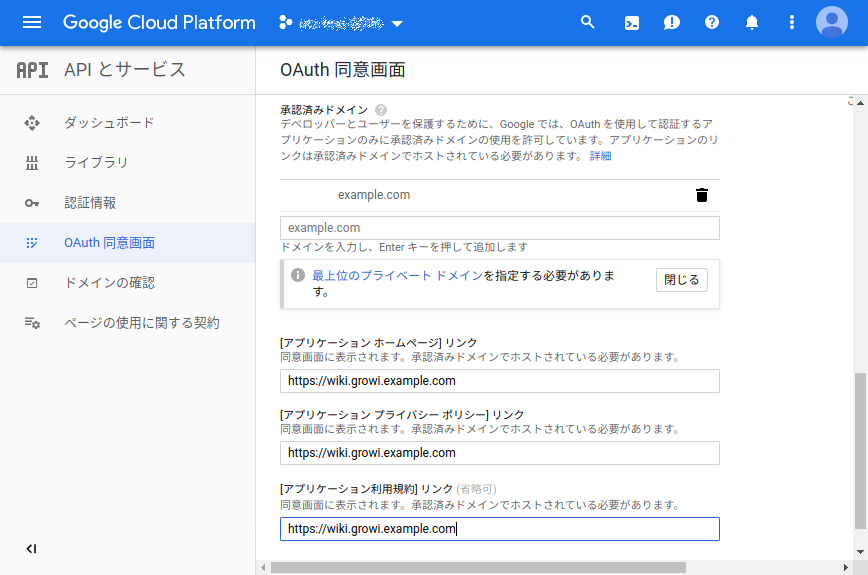 Google Cloud Platform
API API とサービス
OAuth 同意画面
ダッシュボード
ライブラリ
認証情報
OAuth 同意画面
ドメインの確認
ページの使用に関する契約
承認済みドメイン
デベロッパーとユーザーを保護するために、Google では、OAuth を使用して認証するア
プリケーションのみに承認済みドメインの使用を許可しています。アプリケーションのリ
ンクは承認済みドメインでホストされている必要があります。 詳細
example.com
example.com
ドメインを入力し、Enter キーを押して追加します
最上位のプライベート ドメインを指定する必要がありま
す。
閉じる
[アプリケーション ホームページ] リンク
同意画面に表示されます。承認済みドメインでホストされている必要があります。
https://wiki.growi.example.com
[アプリケーション プライバシー ポリシー] リンク
同意画面に表示されます。承認済みドメインでホストされている必要があります。
https://wiki.growi.example.com
[アプリケーション利用規約] リンク (省略可)
同意画面に表示されます。承認済みドメインでホストされている必要があります。
https://wiki.growi.example.com